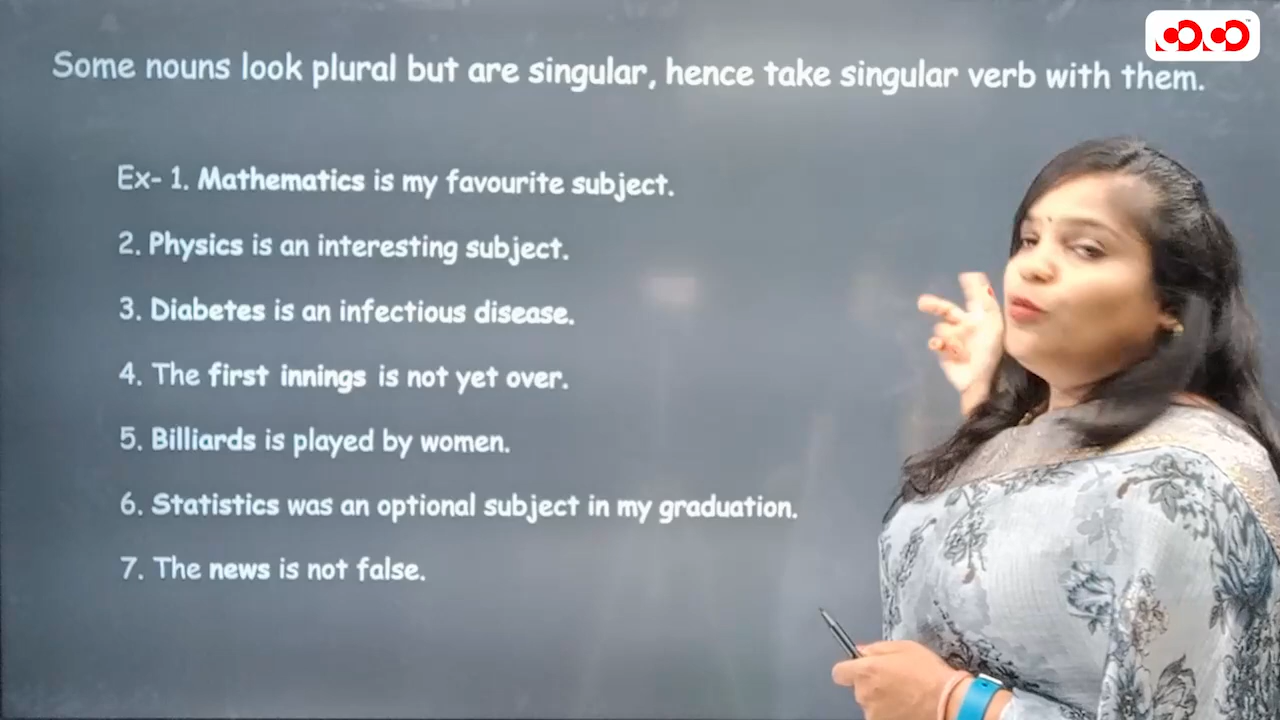 Some nouns look plural but are singular, hence take singular verb with them.
Ex- 1. Mathematics is my favourite subject.
2. Physics is an interesting subject.
3. Diabetes is an infectious disease.
4. The first innings is not yet over.
5. Billiards is played by women.
6. Statistics was an optional subject in my graduation.
7. The news is not false.